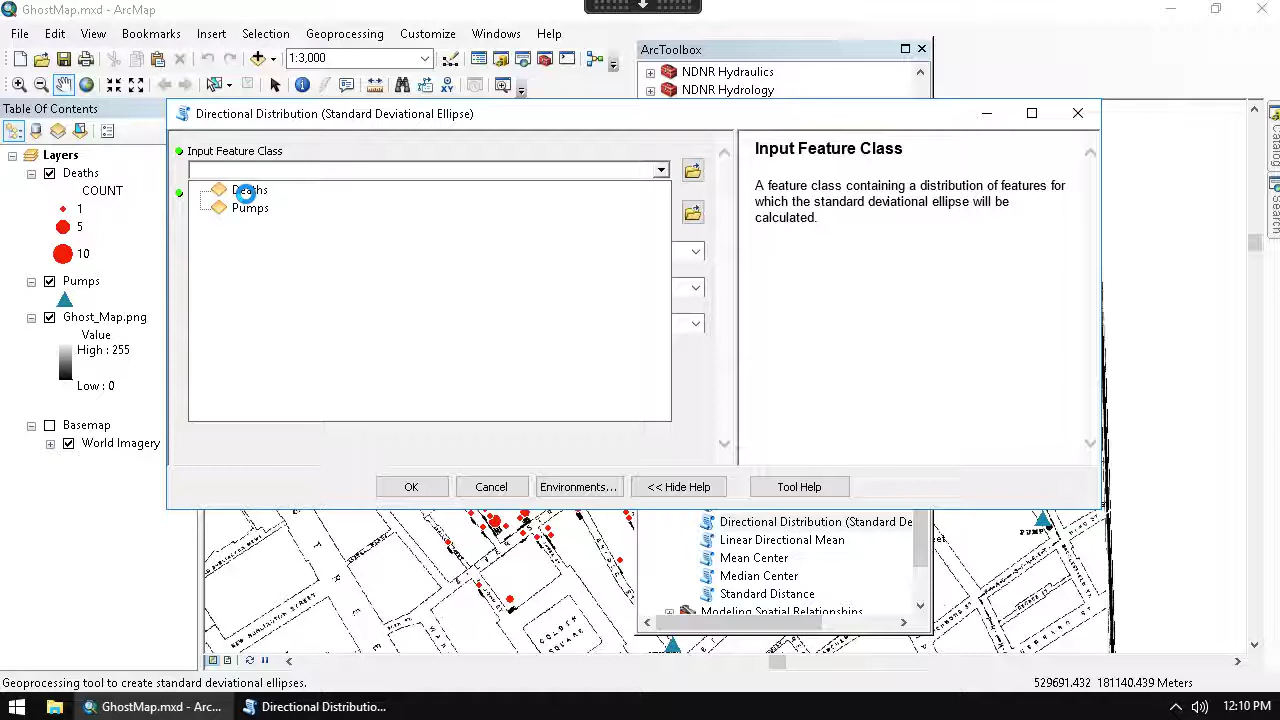 GhostMap.mxd - ArcMap
File Edit View Bookmarks Insert Selection Geoprocessing Customize Windows Help
1:3,000
ArcToolbox
NDNR Hydraulics
NDNR Hydrology
Table Of Contents
Layers
Deaths
COUNT
1
5
10
Pumps
Ghost_Map.png
Value
High : 255
Low : 0
Basemap
World Imagery
Directional Distribution (Standard Deviational Ellipse)
Input Feature Class
Deaths
Pumps
Input Feature Class
A feature class containing a distribution of features for
which the standard deviational ellipse will be
calculated.
OK Cancel Environments... << Hide Help Tool Help
Directional Distribution (Standard De
Linear Directional Mean
Mean Center
Median Center
Standard Distance
Modeling Spatial Relationships
Catalog
Search
PUMP
GOLDEN
SQUARE
Geoprocessing tool to create standard deviational ellipses.
529691.432 181140.439 Meters
GhostMap.mxd - Arc... Directional Distributio... 12:10 PM